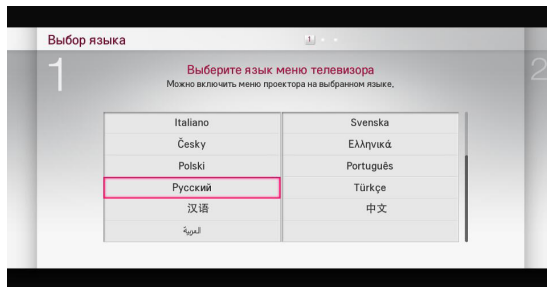 Выбор языка
1
1
2
Выберите язык меню телевизора
Можно включить меню проектора на выбранном языке.
Italiano Svenska
Česky Ελληνικά
Polski Português
Русский Türkçe
汉语 中文
العربية